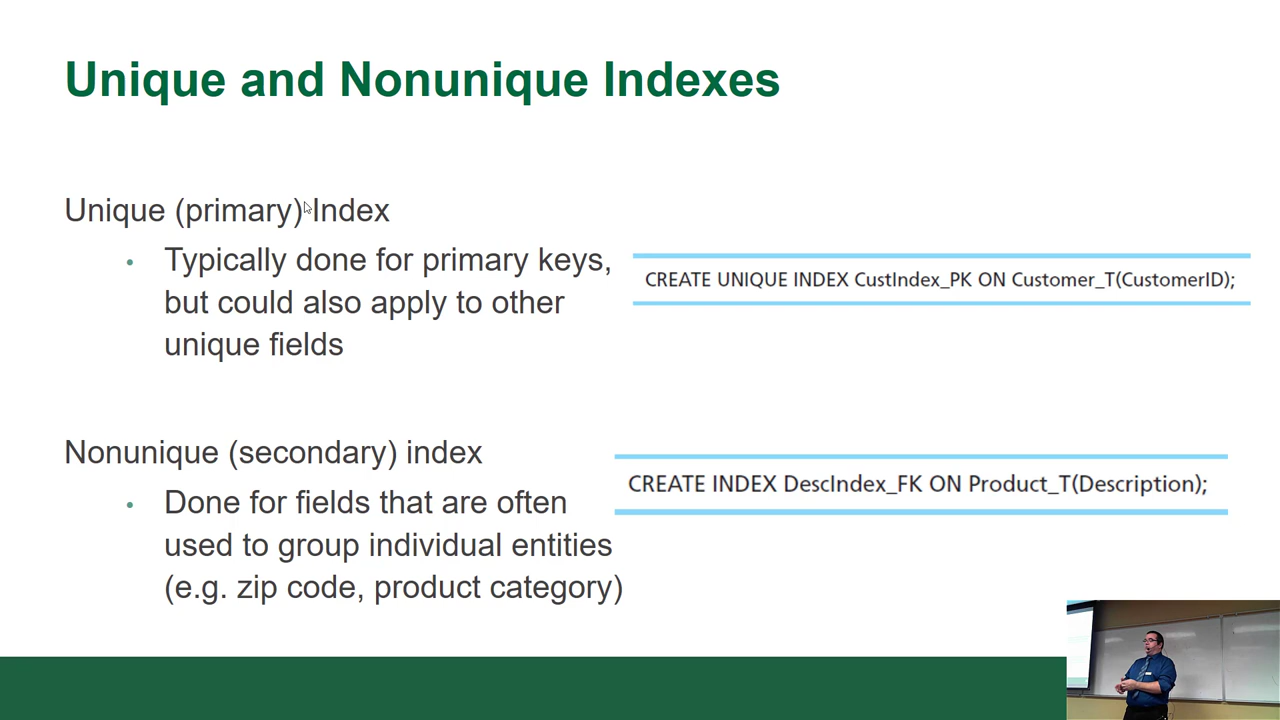 Unique and Nonunique Indexes
Unique (primary) Index
• Typically done for primary keys,
but could also apply to other
unique fields
CREATE UNIQUE INDEX CustIndex_PK ON Customer_T(CustomerID);
Nonunique (secondary) index
• Done for fields that are often
used to group individual entities
(e.g. zip code, product category)
CREATE INDEX DescIndex_FK ON Product_T(Description);